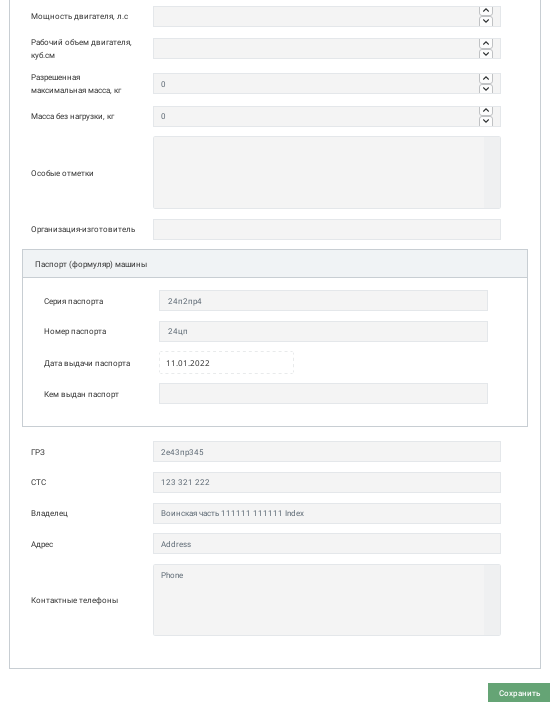 Мощность двигателя, л.с
Рабочий объем двигателя,
куб.см
Разрешенная
максимальная масса, кг
0
Масса без нагрузки, кг
0
Особые отметки
Организация-изготовитель
Паспорт (формуляр) машины
Серия паспорта
24п2пр4
Номер паспорта
24цп
Дата выдачи паспорта
11.01.2022
Кем выдан паспорт
ГРЗ
2е43пр345
СТС
123 321 222
Владелец
Воинская часть 111111 111111 Index
Адрес
Address
Контактные телефоны
Phone
Сохранить